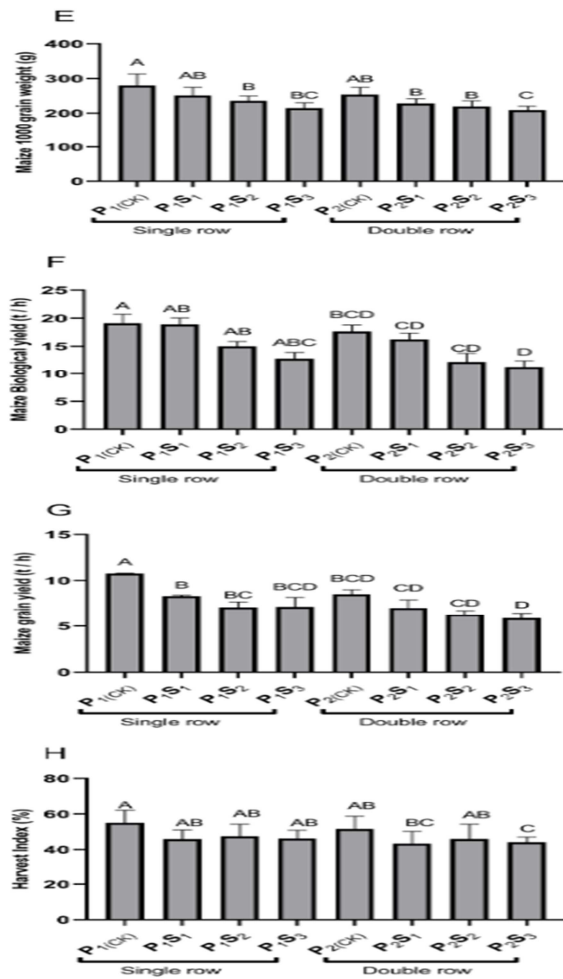 E
Maize 1000 grain weight (g)
400
300
200
100
0
A AB B BC AB B B C
P1(CK) P1S1 P1S2 P1S3 P2(CK) P2S1 P2S2 P2S3
Single row Double row
F
Maize Biological yield (t / h)
25
20
15
10
5
0
A AB AB ABC BCD CD CD D
P1(CK) P1S1 P1S2 P1S3 P2(CK) P2S1 P2S2 P2S3
Single row Double row
G
Maize grain yield (t / h)
15
10
5
0
A B BC BCD BCD CD CD D
P1(CK) P1S1 P1S2 P1S3 P2(CK) P2S1 P2S2 P2S3
Single row Double row
H
Harvest Index (%)
80
60
40
20
0
A AB AB AB AB BC AB C
P1(CK) P1S1 P1S2 P1S3 P2(CK) P2S1 P2S2 P2S3
Single row Double row